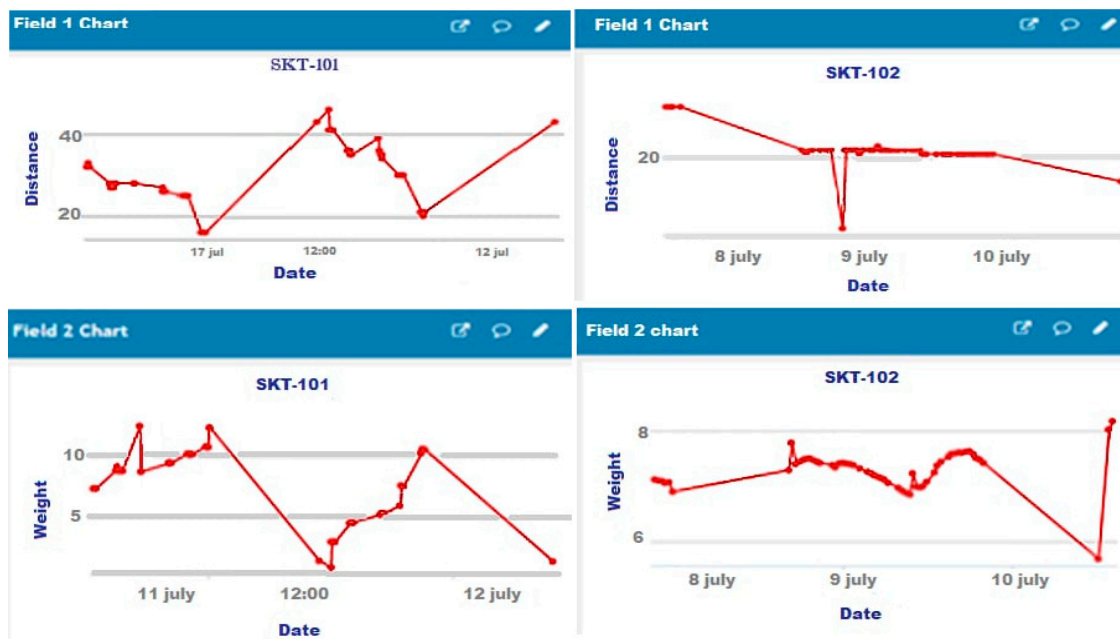 Field 1 Chart
SKT-101
40
20
Distance
17 jul
12:00
12 jul
Date
Field 1 Chart
SKT-102
20
Distance
8 july
9 july
10 july
Date
Field 2 Chart
SKT-101
10
5
Weight
11 july
12:00
12 july
Date
Field 2 chart
SKT-102
8
6
Weight
8 july
9 july
10 july
Date